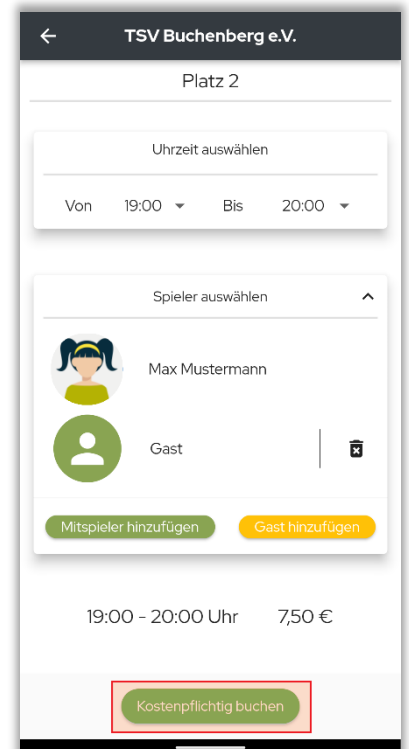 TSV Buchenberg e.V.
Platz 2
Uhrzeit auswählen
Von 19:00 Bis 20:00
Spieler auswählen
Max Mustermann
Gast
Mitspieler hinzufügen Gast hinzufügen
19:00 - 20:00 Uhr 7,50 €
Kostenpflichtig buchen